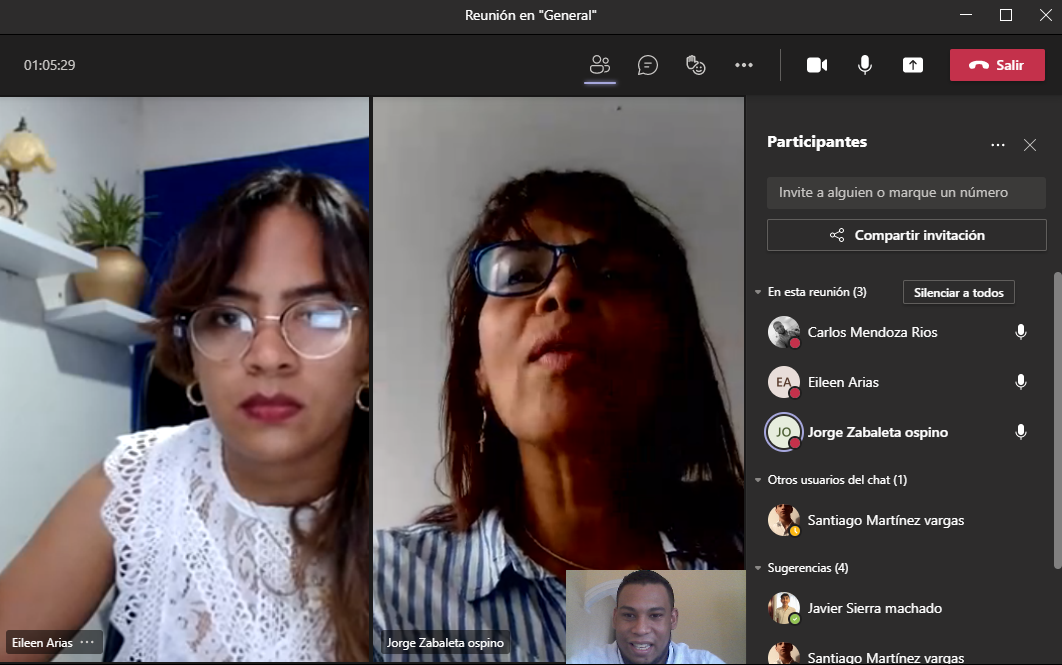 Reunión en "General"
01:05:29
Salir
Participantes
Invite a alguien o marque un número
Compartir invitación
En esta reunión (3)
Silenciar a todos
Carlos Mendoza Rios
EA
Eileen Arias
JO
Jorge Zabaleta ospino
Otros usuarios del chat (1)
Santiago Martínez vargas
Sugerencias (4)
Javier Sierra machado
Santiago Martínez vargas
Eileen Arias
Jorge Zabaleta ospino